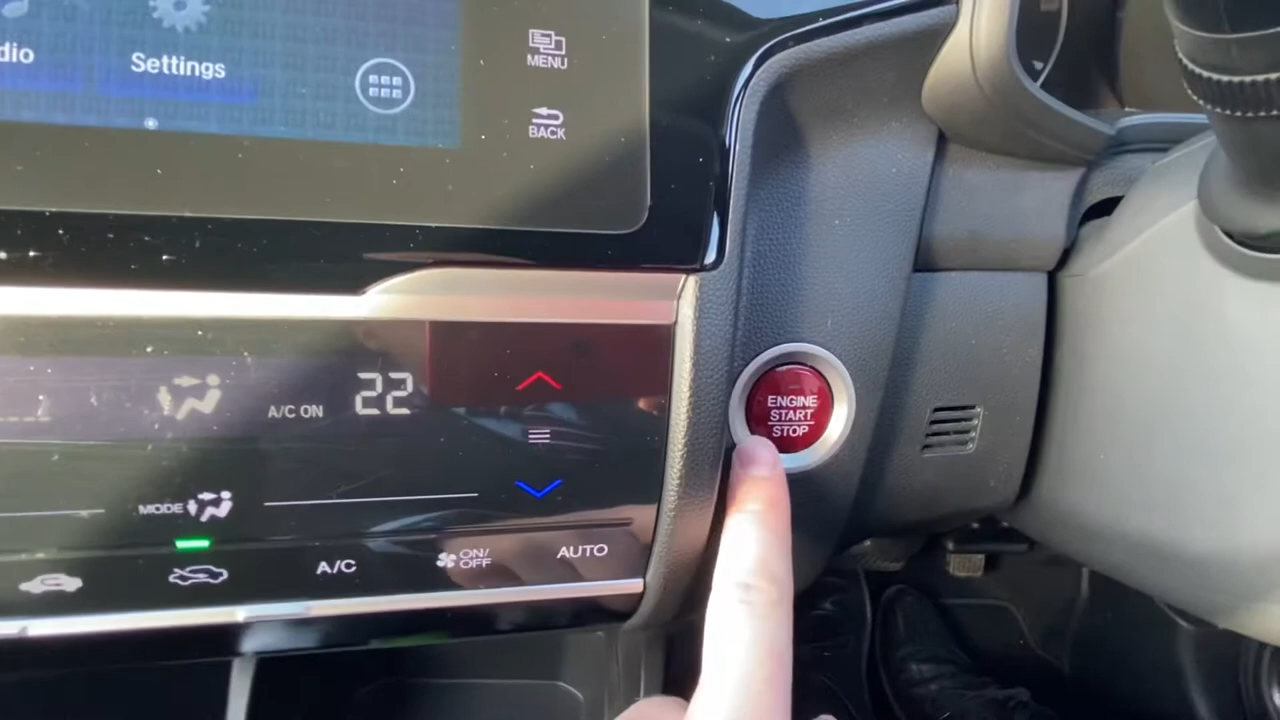 dio
Settings
MENU
BACK
A/C ON
22
ENGINE
START
STOP
MODE
A/C
ON/
OFF
AUTO